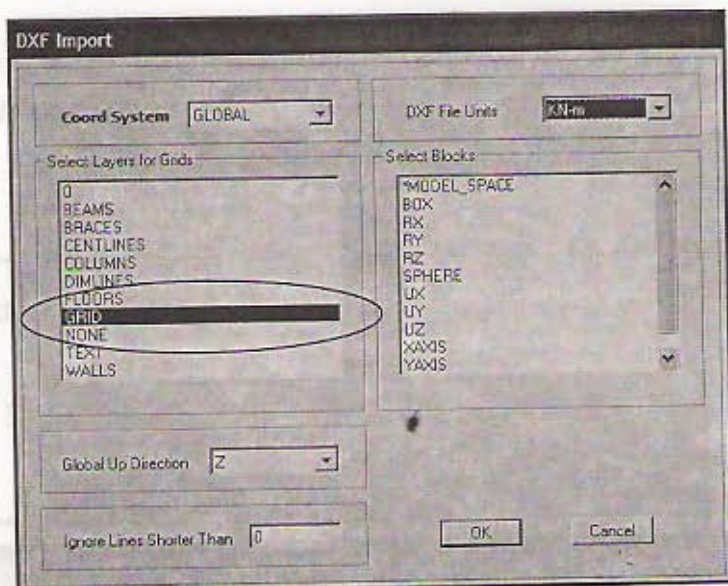 DXF Import
Coord System GLOBAL
DXF File Units KN-m
Select Layers for Grids
0
BEAMS
BRACES
CENTLINES
COLUMNS
DIMLINES
FLOORS
GRID
NONE
TEXT
WALLS
Select Blocks
*MODEL_SPACE
BOX
RX
RY
RZ
SPHERE
UX
UY
UZ
XAXIS
YAXIS
Global Up Direction Z
Ignore Lines Shorter Than 0
OK
Cancel